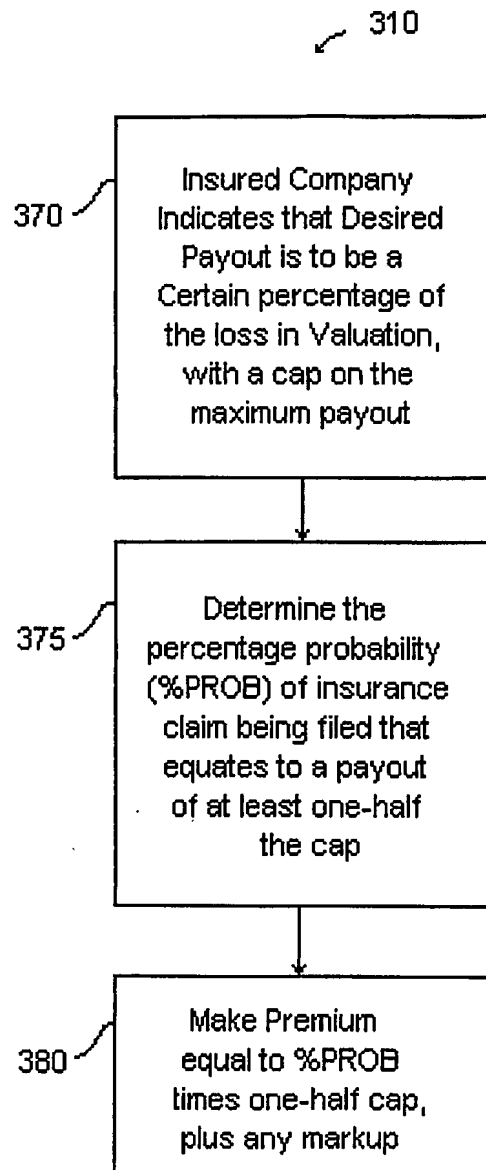 310
370
Insured Company
Indicates that Desired
Payout is to be a
Certain percentage of
the loss in Valuation,
with a cap on the
maximum payout
375
Determine the
percentage probability
(%PROB) of insurance
claim being filed that
equates to a payout
of at least one-half
the cap
380
Make Premium
equal to %PROB
times one-half cap,
plus any markup